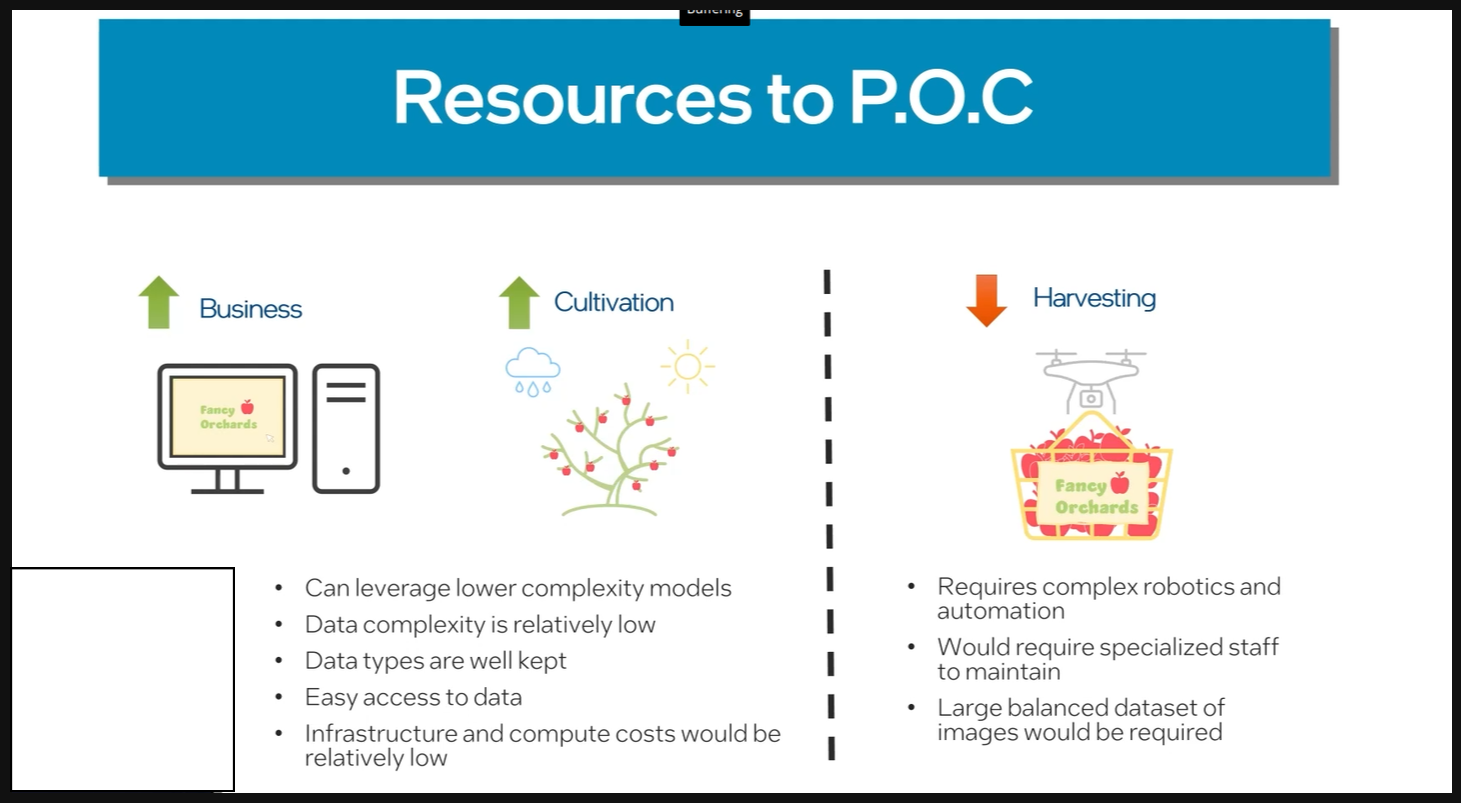 Buffering
Resources to P.O.C
Business
Cultivation
Harvesting
Fancy
Orchards
Fancy
Orchards
• Can leverage lower complexity models
• Data complexity is relatively low
• Data types are well kept
• Easy access to data
• Infrastructure and compute costs would be
relatively low
• Requires complex robotics and
automation
• Would require specialized staff
to maintain
• Large balanced dataset of
images would be required